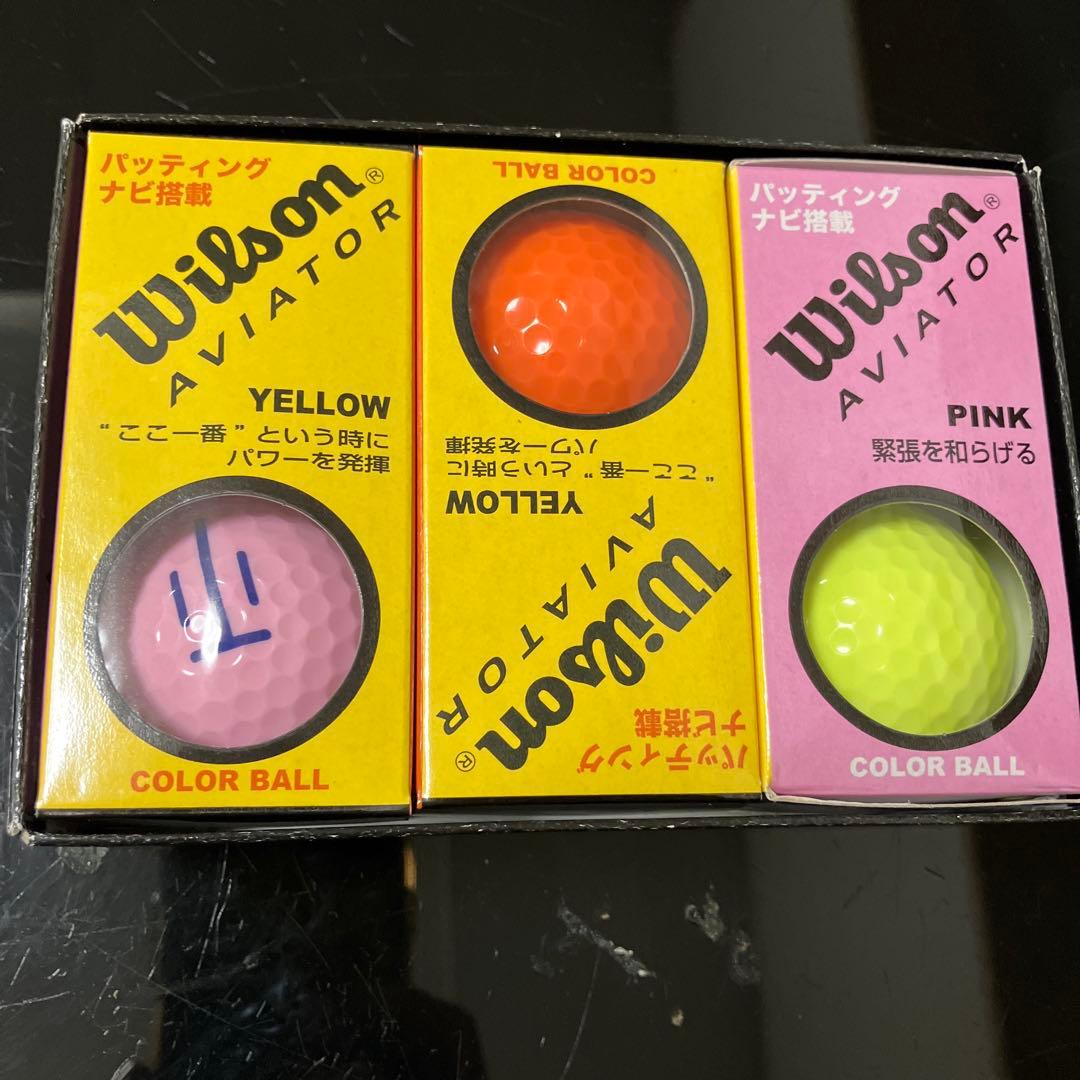 パッティング
ナビ搭載
Wilson®
AVIATOR
YELLOW
“ここ一番”という時に
パワーを発揮
COLOR BALL
パッティング
ナビ搭載
Wilson®
AVIATOR
YELLOW
“ここ一番”という時に
パワーを発揮
COLOR BALL
パッティング
ナビ搭載
Wilson®
AVIATOR
PINK
緊張を和らげる
COLOR BALL